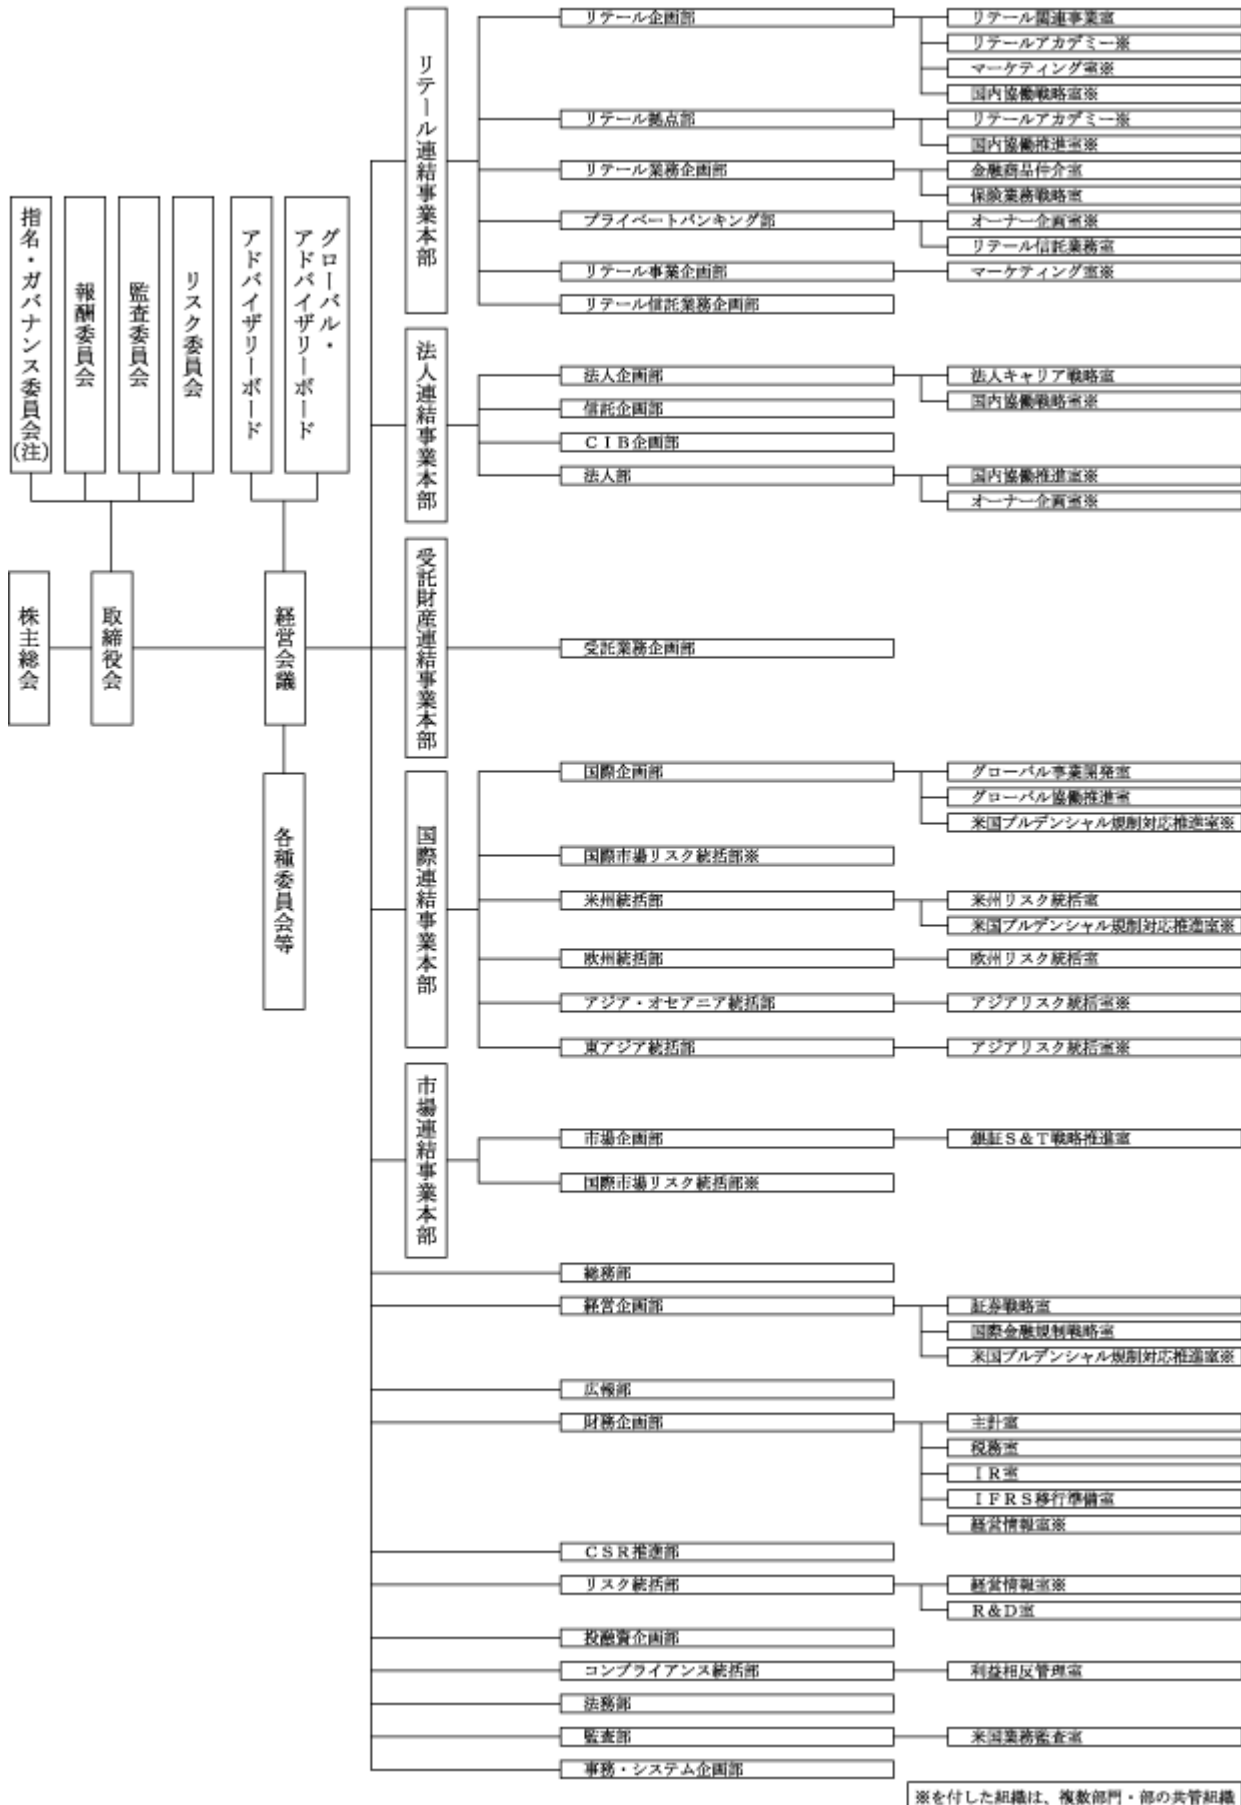 指名・ガバナンス委員会(注)
報酬委員会
監査委員会
リスク委員会
アドバイザリーボード
グローバル・
アドバイザリーボード
株主総会
取締役会
経営会議
各種委員会等
リテール連結事業本部
リテール企画部
リテール関連事業室
リテールアカデミー※
マーケティング室※
国内協働戦略室※
リテール拠点部
リテールアカデミー※
国内協働推進室※
リテール業務企画部
金融商品仲介室
保険業務戦略室
プライベートバンキング部
オーナー企画室※
リテール信託業務室
リテール事業企画部
マーケティング室※
リテール信託業務企画部
法人連結事業本部
法人企画部
法人キャリア戦略室
国内協働戦略室※
信託企画部
CIB企画部
法人部
国内協働推進室※
オーナー企画室※
受託財産連結事業本部
受託業務企画部
国際連結事業本部
国際企画部
グローバル事業開発室
グローバル協働推進室
米国プルデンシャル規制対応推進室※
国際市場リスク統括部※
米州統括部
米州リスク統括室
米国プルデンシャル規制対応推進室※
欧州統括部
欧州リスク統括室
アジア・オセアニア統括部
アジアリスク統括室※
東アジア統括部
アジアリスク統括室※
市場連結事業本部
市場企画部
銀証S&T戦略推進室
国際市場リスク統括部※
総務部
経営企画部
証券戦略室
国際金融規制戦略室
米国プルデンシャル規制対応推進室※
広報部
財務企画部
主計室
税務室
IR室
IFRS移行準備室
経営情報室※
CSR推進部
リスク統括部
経営情報室※
R&D室
投融資企画部
コンプライアンス統括部
利益相反管理室
法務部
監査部
米国業務監査室
事務・システム企画部
※を付した組織は、複数部門・部の共管組織